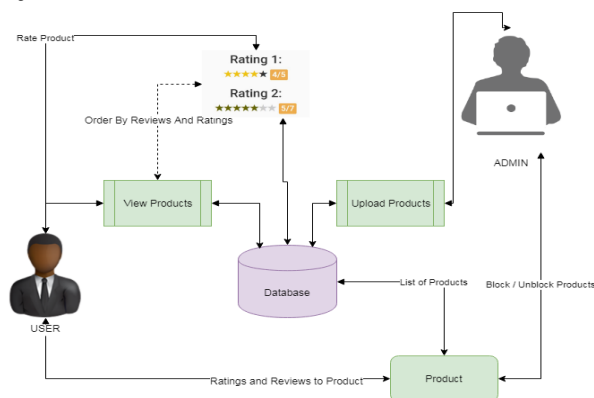 Rate Product
Rating 1:
4/5
Rating 2:
5/7
Order By Reviews And Ratings
ADMIN
View Products
Upload Products
Database
List of Products
Block / Unblock Products
USER
Ratings and Reviews to Product
Product